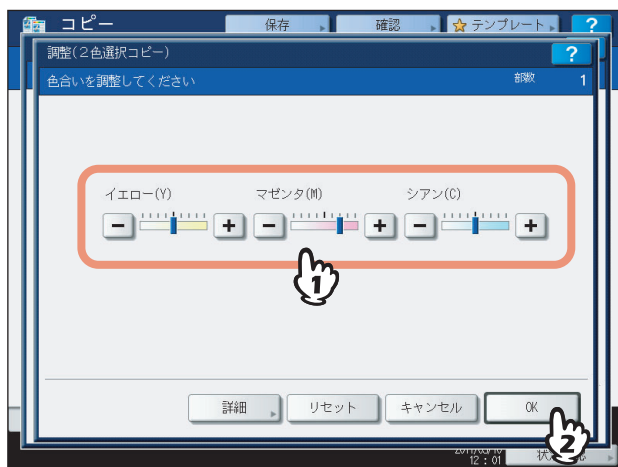 コピー 保存 確認 テンプレート ?
調整(2色選択コピー) ?
色合いを調整してください 部数 1
イエロー(Y) マゼンタ(M) シアン(C)
- + - + - +
1
詳細 リセット キャンセル OK
2
12:01